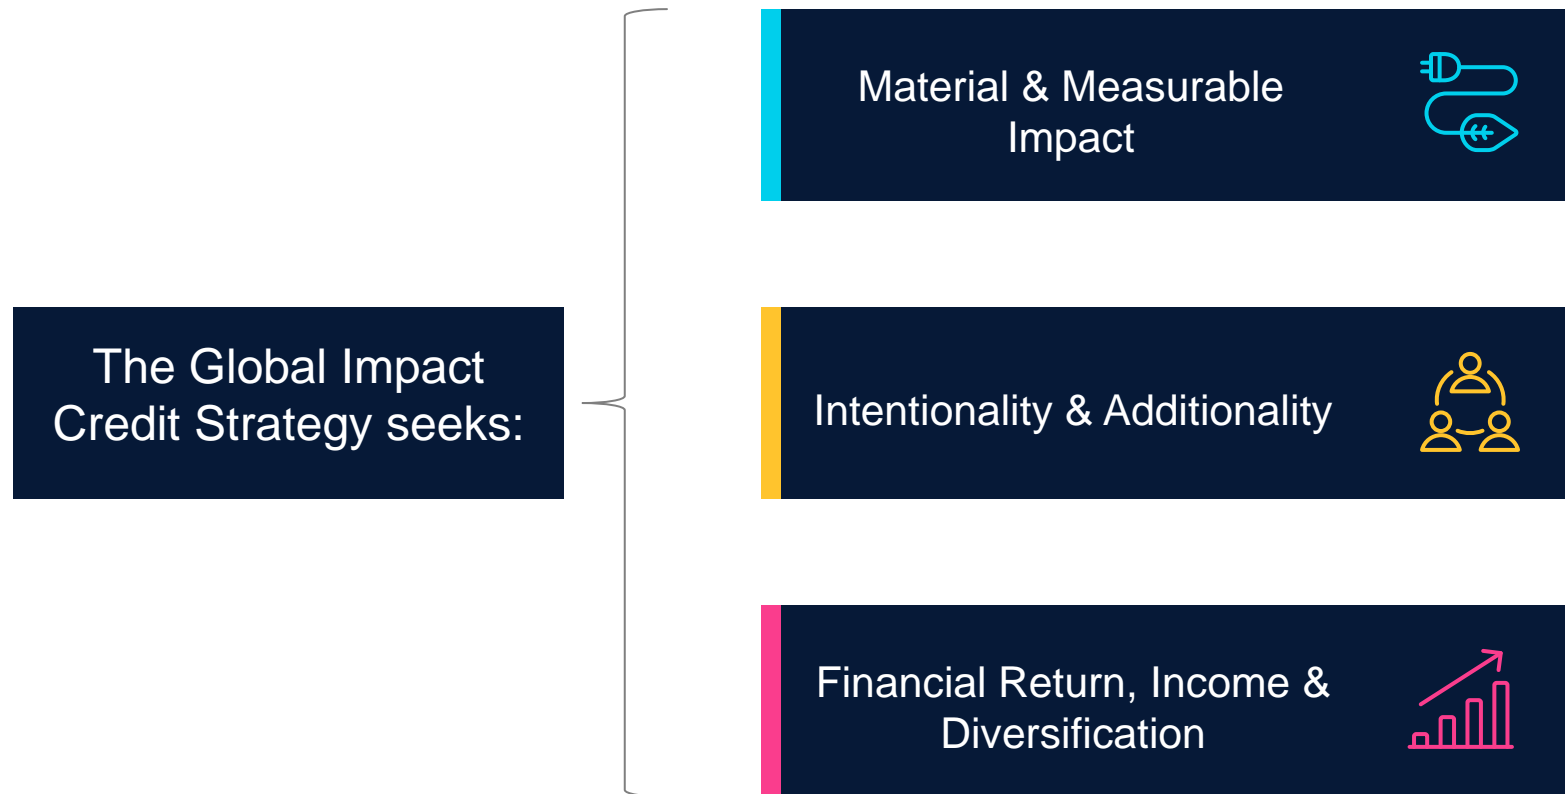 The Global Impact
Credit Strategy seeks:
Material & Measurable
Impact
Intentionality & Additionality
Financial Return, Income &
Diversification